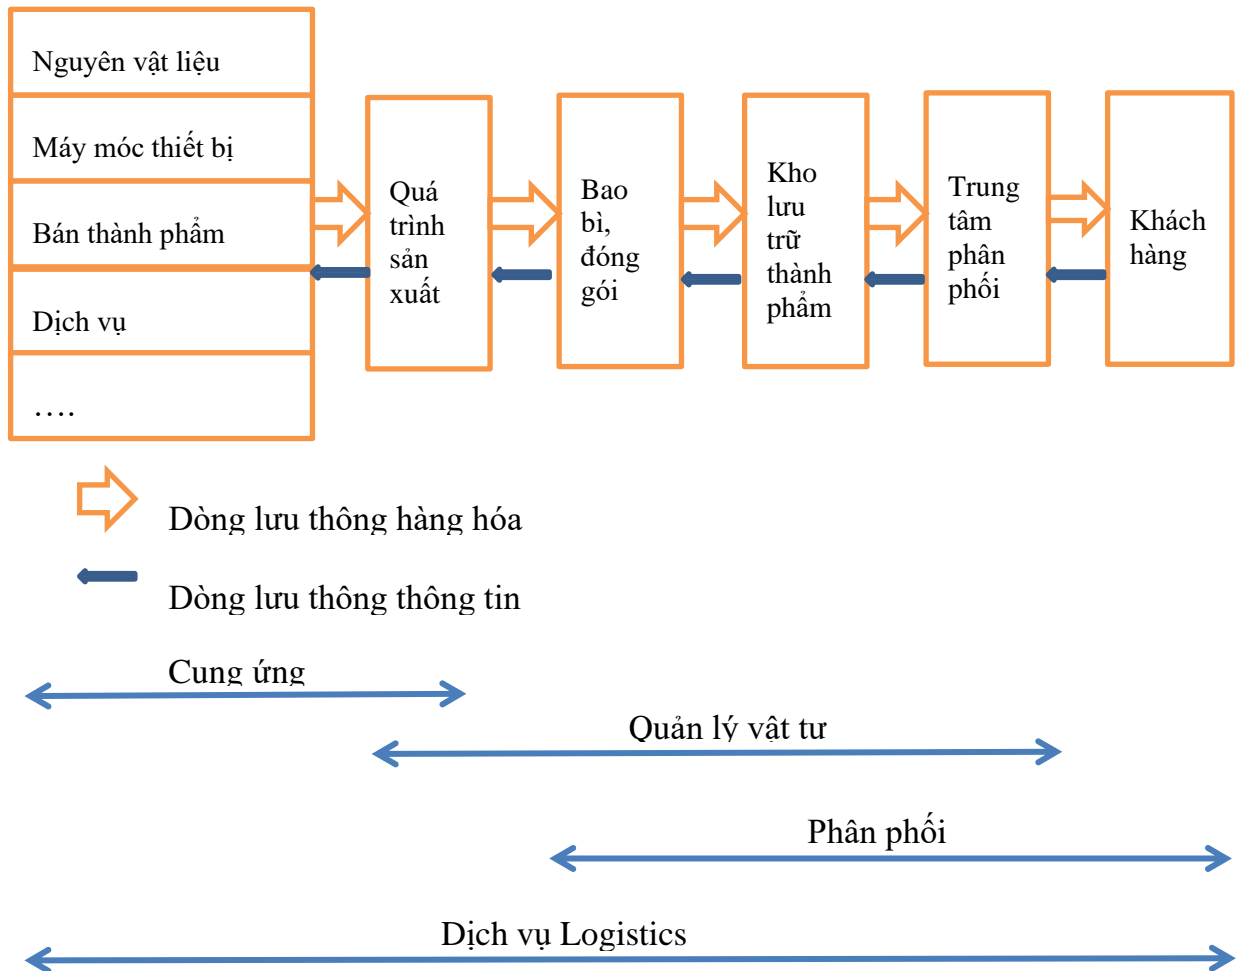 Nguyên vật liệu
Máy móc thiết bị
Bán thành phẩm
Dịch vụ
….
Quá
trình
sản
xuất
Bao
bì,
đóng
gói
Kho
lưu
trữ
thành
phẩm
Trung
tâm
phân
phối
Khách
hàng
Dòng lưu thông hàng hóa
Dòng lưu thông thông tin
Cung ứng
Quản lý vật tư
Phân phối
Dịch vụ Logistics